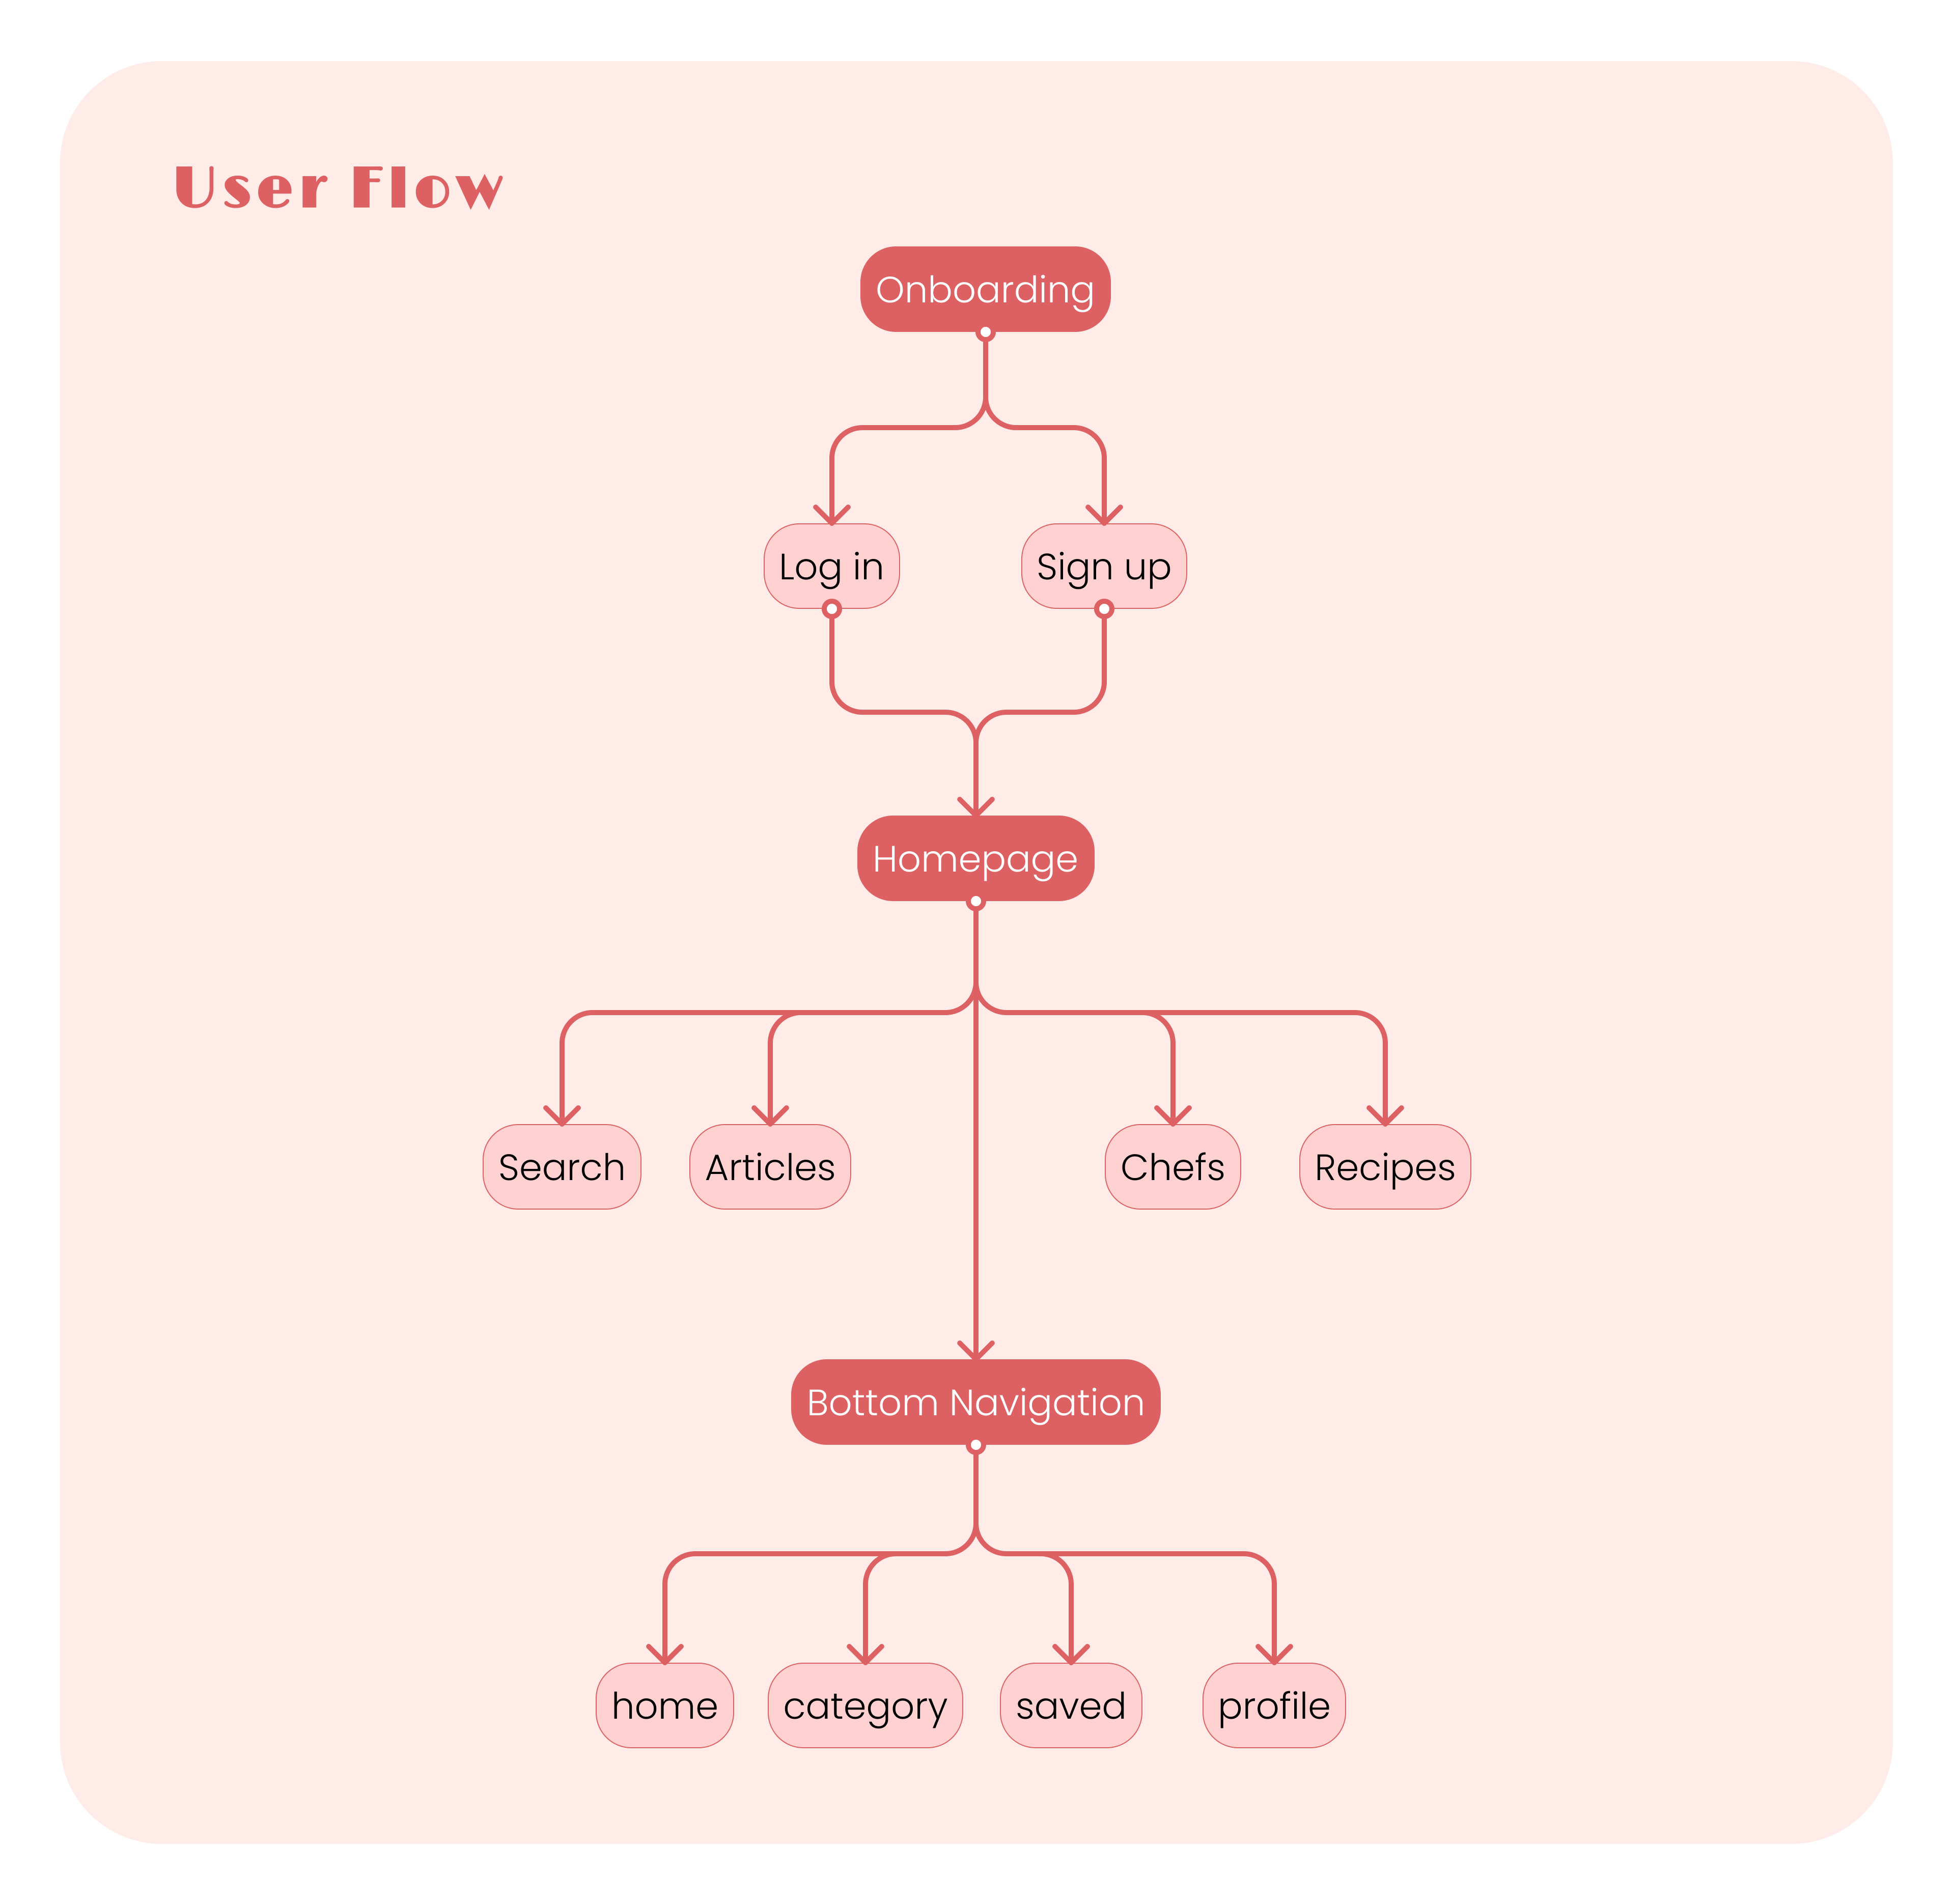 User Flow
Onboarding
Log in
Sign up
Homepage
Search
Articles
Chefs
Recipes
Bottom Navigation
home
category
saved
profile